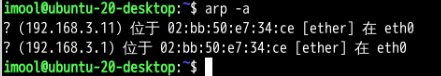 imool@ubuntu-20-desktop:~$ arp -a
? (192.168.3.11) 位于 02:bb:50:e7:34:ce [ether] 在 eth0
? (192.168.3.1) 位于 02:bb:50:e7:34:ce [ether] 在 eth0
imool@ubuntu-20-desktop:~$